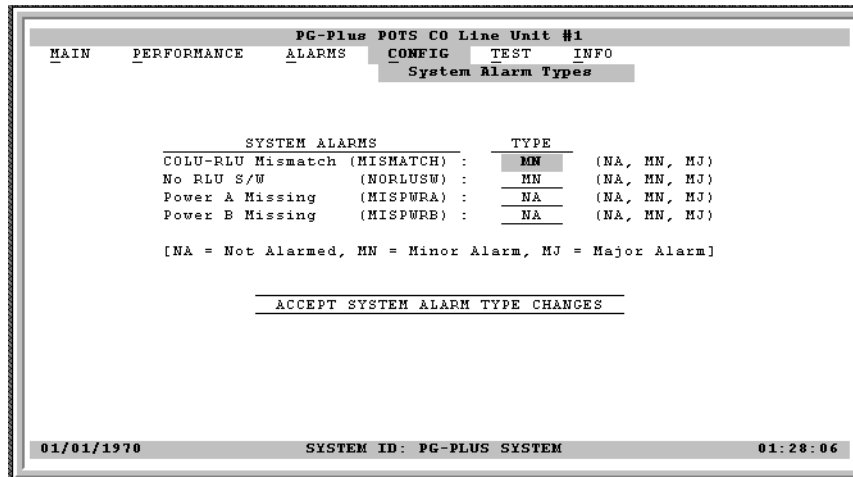 PG-Plus POTS CO Line Unit #1
MAIN PERFORMANCE ALARMS CONFIG TEST INFO
System Alarm Types
SYSTEM ALARMS TYPE
COLU-RLU Mismatch (MISMATCH) : MN (NA, MN, MJ)
No RLU S/W (NORLUSW) : MN (NA, MN, MJ)
Power A Missing (MISPWRA) : NA (NA, MN, MJ)
Power B Missing (MISPWRB) : NA (NA, MN, MJ)
[NA = Not Alarmed, MN = Minor Alarm, MJ = Major Alarm]
ACCEPT SYSTEM ALARM TYPE CHANGES
01/01/1970 SYSTEM ID: PG-PLUS SYSTEM 01:28:06